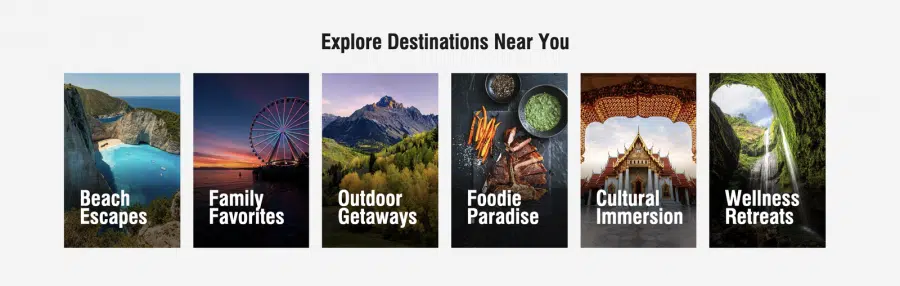 Explore Destinations Near You
Beach
Escapes
Family
Favorites
Outdoor
Getaways
Foodie
Paradise
Cultural
Immersion
Wellness
Retreats